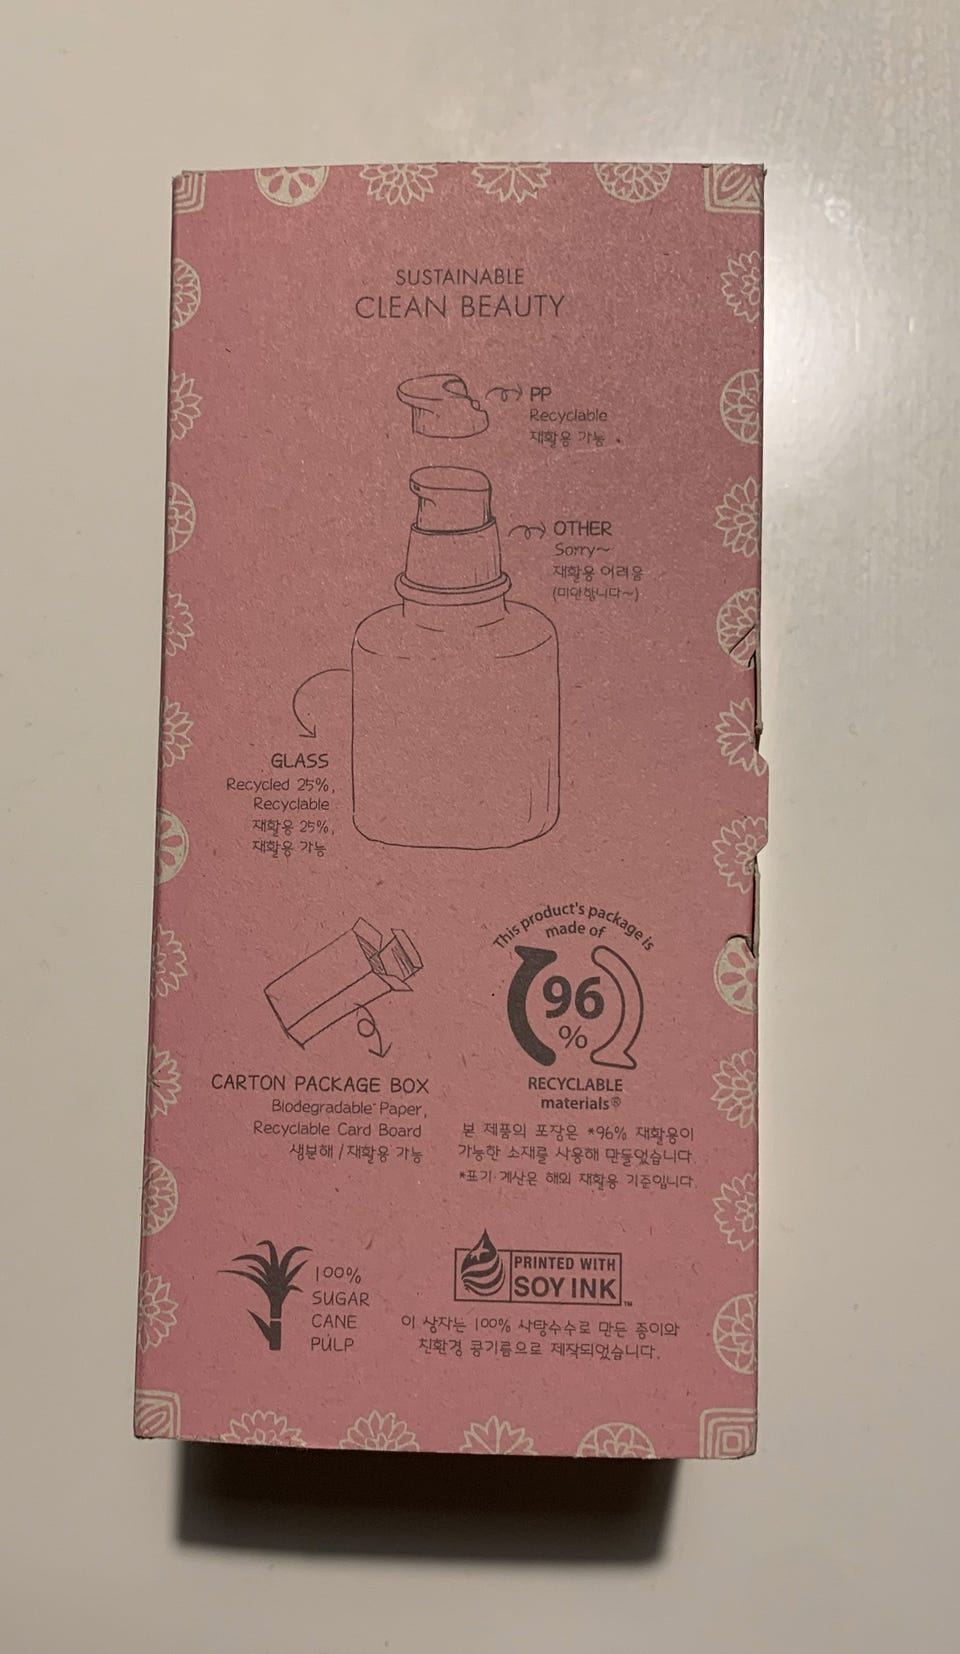 SUSTAINABLE
CLEAN BEAUTY
PP
Recyclable
재활용 가능
OTHER
Sorry~
재활용 어려움
(미안합니다~)
GLASS
Recycled 25%,
Recyclable
재활용 25%,
재활용 가능
CARTON PACKAGE BOX
Biodegradable Paper,
Recyclable Card Board
생분해 / 재활용 가능
This product's package is
made of
96
%
RECYCLABLE
materials®
본 제품의 포장은 *96% 재활용이
가능한 소재를 사용해 만들었습니다.
*표기 계산은 해외 재활용 기준입니다.
100%
SUGAR
CANE
PULP
PRINTED WITH
SOY INK™
이 상자는 100% 사탕수수로 만든 종이와
친환경 콩기름으로 제작되었습니다.